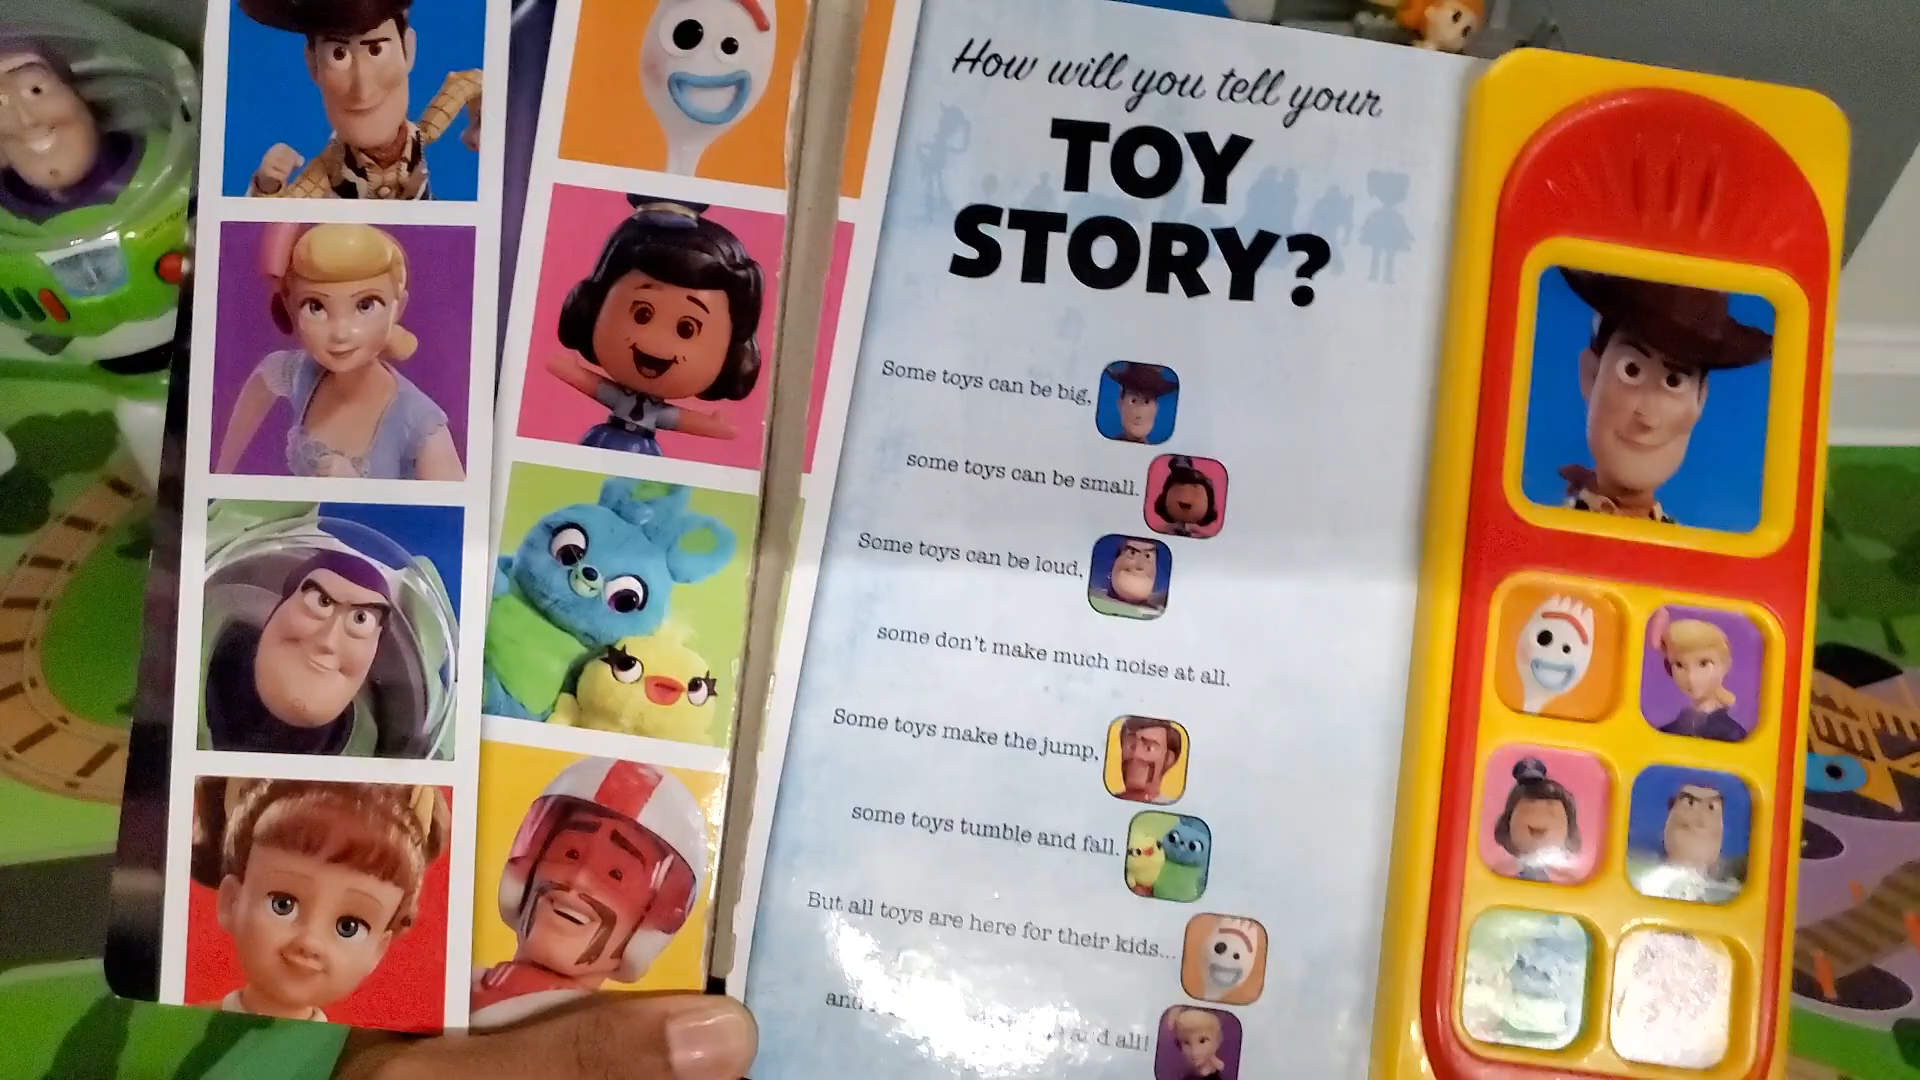 How will you tell your
TOY
STORY?
Some toys can be big,
some toys can be small.
Some toys can be loud,
some don't make much noise at all.
Some toys make the jump,
some toys tumble and fall.
But all toys are here for their kids...
and all!